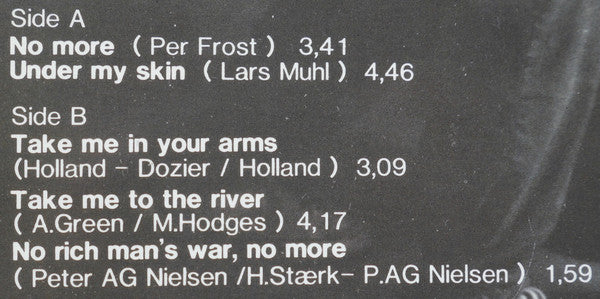 Side A
No more ( Per Frost ) 3,41
Under my skin ( Lars Muhl ) 4,46
Side B
Take me in your arms
(Holland - Dozier / Holland ) 3,09
Take me to the river
( A.Green / M.Hodges ) 4,17
No rich man's war, no more
( Peter AG Nielsen /H.Stærk- P.AG Nielsen ) 1,59